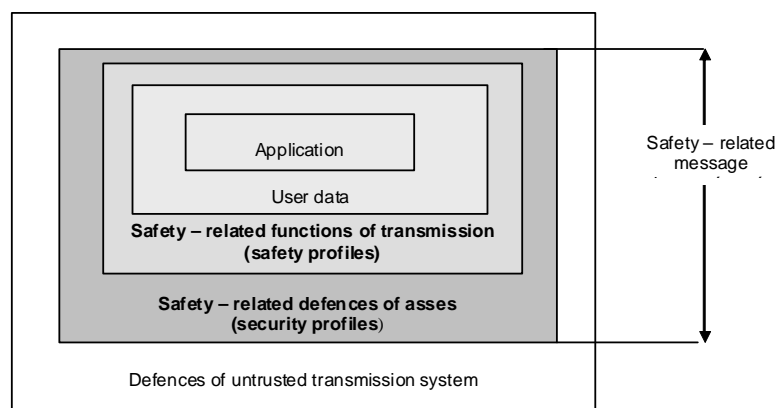 Application
User data
Safety – related functions of transmission
(safety profiles)
Safety – related defences of asses
(security profiles)
Defences of untrusted transmission system
Safety – related
message